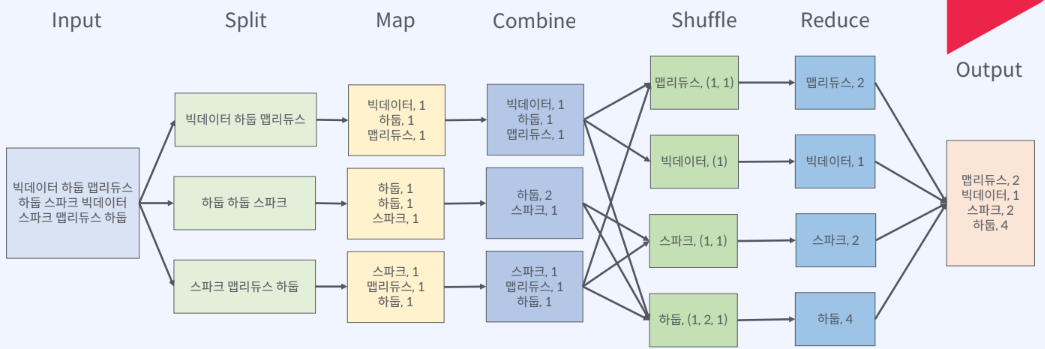 Input
Split
Map
Combine
Shuffle
Reduce
Output
빅데이터 하둡 맵리듀스
하둡 스파크 빅데이터
스파크 맵리듀스 하둡
빅데이터 하둡 맵리듀스
하둡 하둡 스파크
스파크 맵리듀스 하둡
빅데이터, 1
하둡, 1
맵리듀스, 1
하둡, 1
하둡, 1
스파크, 1
스파크, 1
맵리듀스, 1
하둡, 1
빅데이터, 1
하둡, 1
맵리듀스, 1
하둡, 2
스파크, 1
스파크, 1
맵리듀스, 1
하둡, 1
맵리듀스, (1, 1)
빅데이터, (1)
스파크, (1, 1)
하둡, (1, 2, 1)
맵리듀스, 2
빅데이터, 1
스파크, 2
하둡, 4
맵리듀스, 2
빅데이터, 1
스파크, 2
하둡, 4